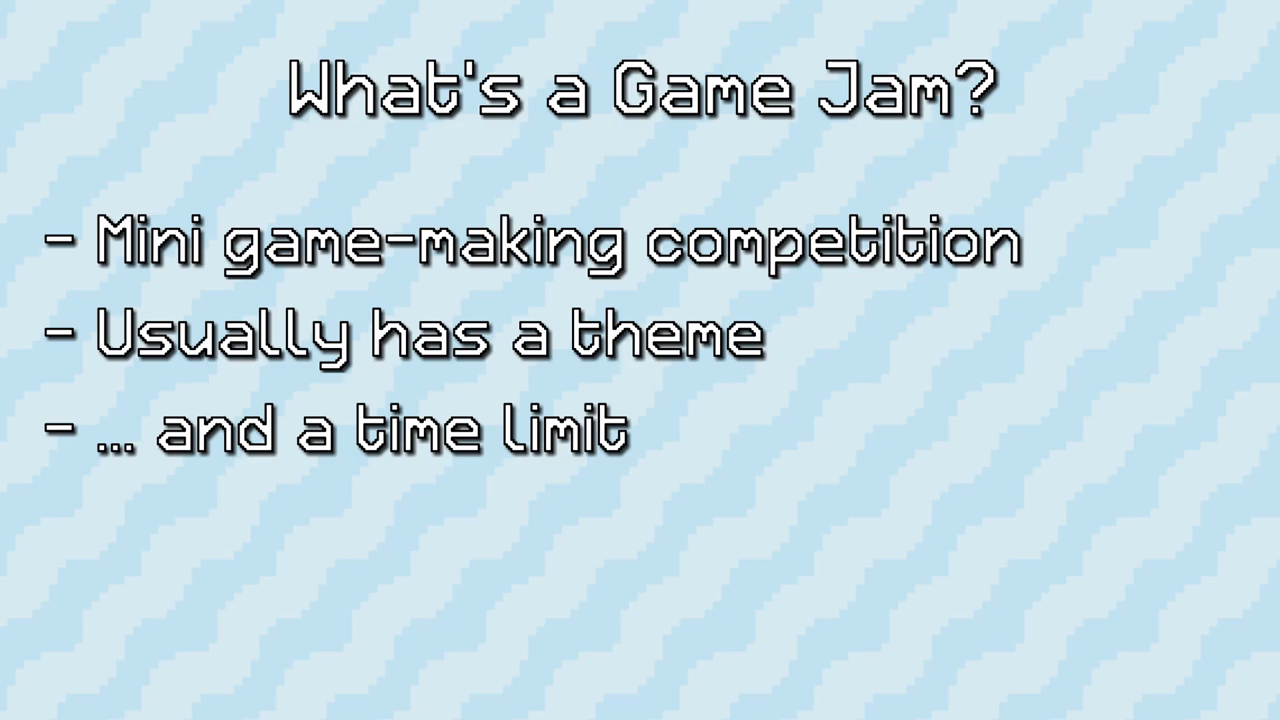 What's a Game Jam?
- Mini game-making competition
- Usually has a theme
- ... and a time limit